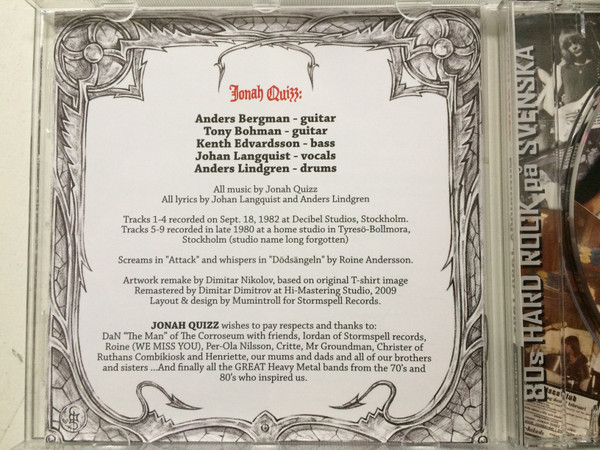 Jonah Quizz:
Anders Bergman - guitar
Tony Bohman - guitar
Kenth Edvardsson - bass
Johan Langquist - vocals
Anders Lindgren - drums
All music by Jonah Quizz
All lyrics by Johan Langquist and Anders Lindgren
Tracks 1-4 recorded on Sept. 18, 1982 at Decibel Studios, Stockholm.
Tracks 5-9 recorded in late 1980 at a home studio in Tyresö-Bollmora,
Stockholm (studio name long forgotten)
Screams in "Attack" and whispers in "Dödsängeln" by Roine Andersson.
Artwork remake by Dimitar Nikolov, based on original T-shirt image
Remastered by Dimitar Dimitrov at Hi-Mastering Studio, 2009
Layout & design by Mumintroll for Stormspell Records.
JONAH QUIZZ wishes to pay respects and thanks to:
DaN "The Man" of The Corroseum with friends, Iordan of Stormspell records,
Roine (WE MISS YOU), Per-Ola Nilsson, Critte, Mr Groundman, Christer of
Ruthans Combikiosk and Henriette, our mums and dads and all of our brothers
and sisters ...And finally all the GREAT Heavy Metal bands from the 70's and
80's who inspired us.
80s HARD ROCK på SVENSKA